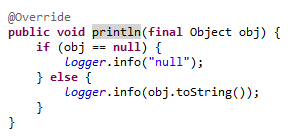 @Override
public void println(final Object obj) {
if (obj == null) {
logger.info("null");
} else {
logger.info(obj.toString());
}
}